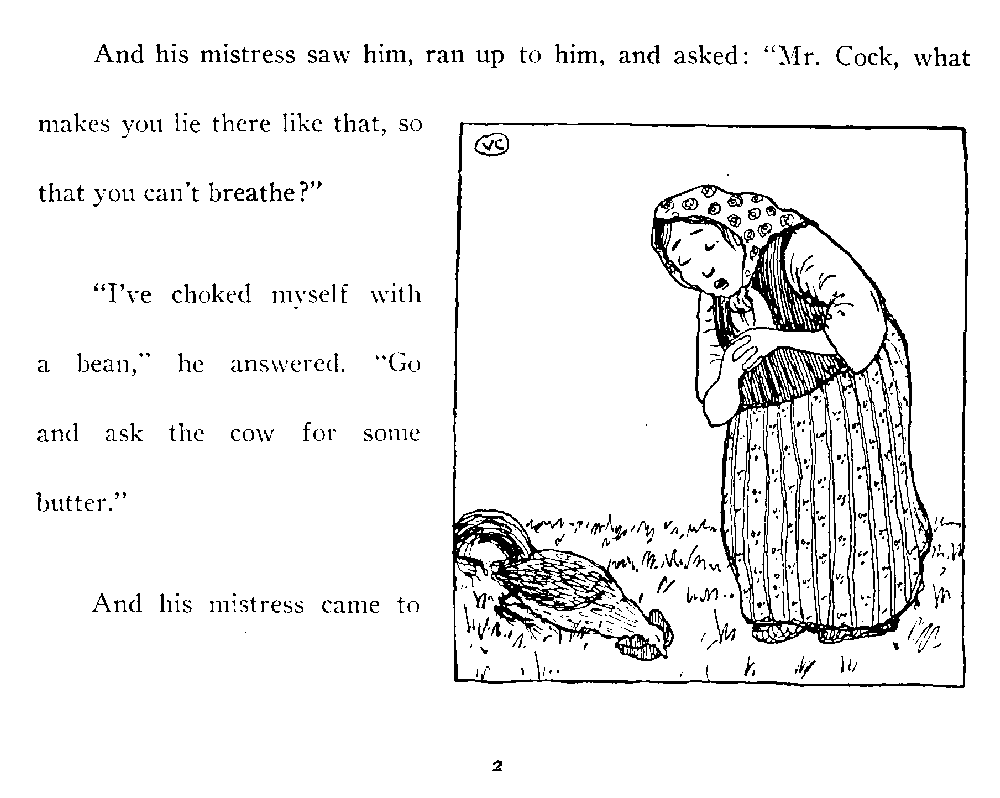 And his mistress saw him, ran up to him, and asked: “Mr. Cock, what
makes you lie there like that, so
that you can't breathe?”
VC
“I've choked myself with
a bean,” he answered. “Go
and ask the cow for some
butter.”
And his mistress came to
2